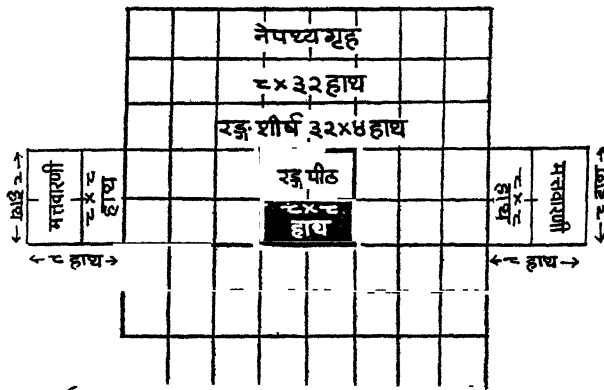 नेपथ्यगृह
८×३२ हाथ
रङ्ग शीर्ष ३२×४ हाथ
←८ हाथ→
मत्तवारणी
८×८
हाथ
रङ्ग पीठ
८×८
हाथ
८×८
हाथ
मत्तवारणी
←८ हाथ→
←८ हाथ→
←८ हाथ→